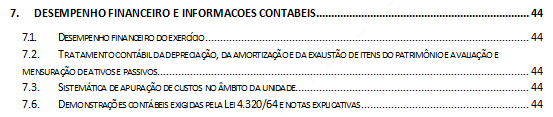 7. DESEMPENHO FINANCEIRO E INFORMACOES CONTABEIS.......................................................................... 44
7.1. DESEMPENHO FINANCEIRO DO EXERCÍCIO............................................................................................................. 44
7.2. TRATAMENTO CONTÁBIL DA DEPRECIAÇÃO, DA AMORTIZAÇÃO E DA EXAUSTÃO DE ITENS DO PATRIMÔNIO E AVALIAÇÃO E
MENSURAÇÃO DE ATIVOS E PASSIVOS............................................................................................................................. 44
7.3. SISTEMÁTICA DE APURAÇÃO DE CUSTOS NO ÂMBITO DA UNIDADE........................................................................ 44
7.6. DEMONSTRAÇÕES CONTÁBEIS EXIGIDAS PELA LEI 4.320/64 E NOTAS EXPLICATIVAS.................................................. 44